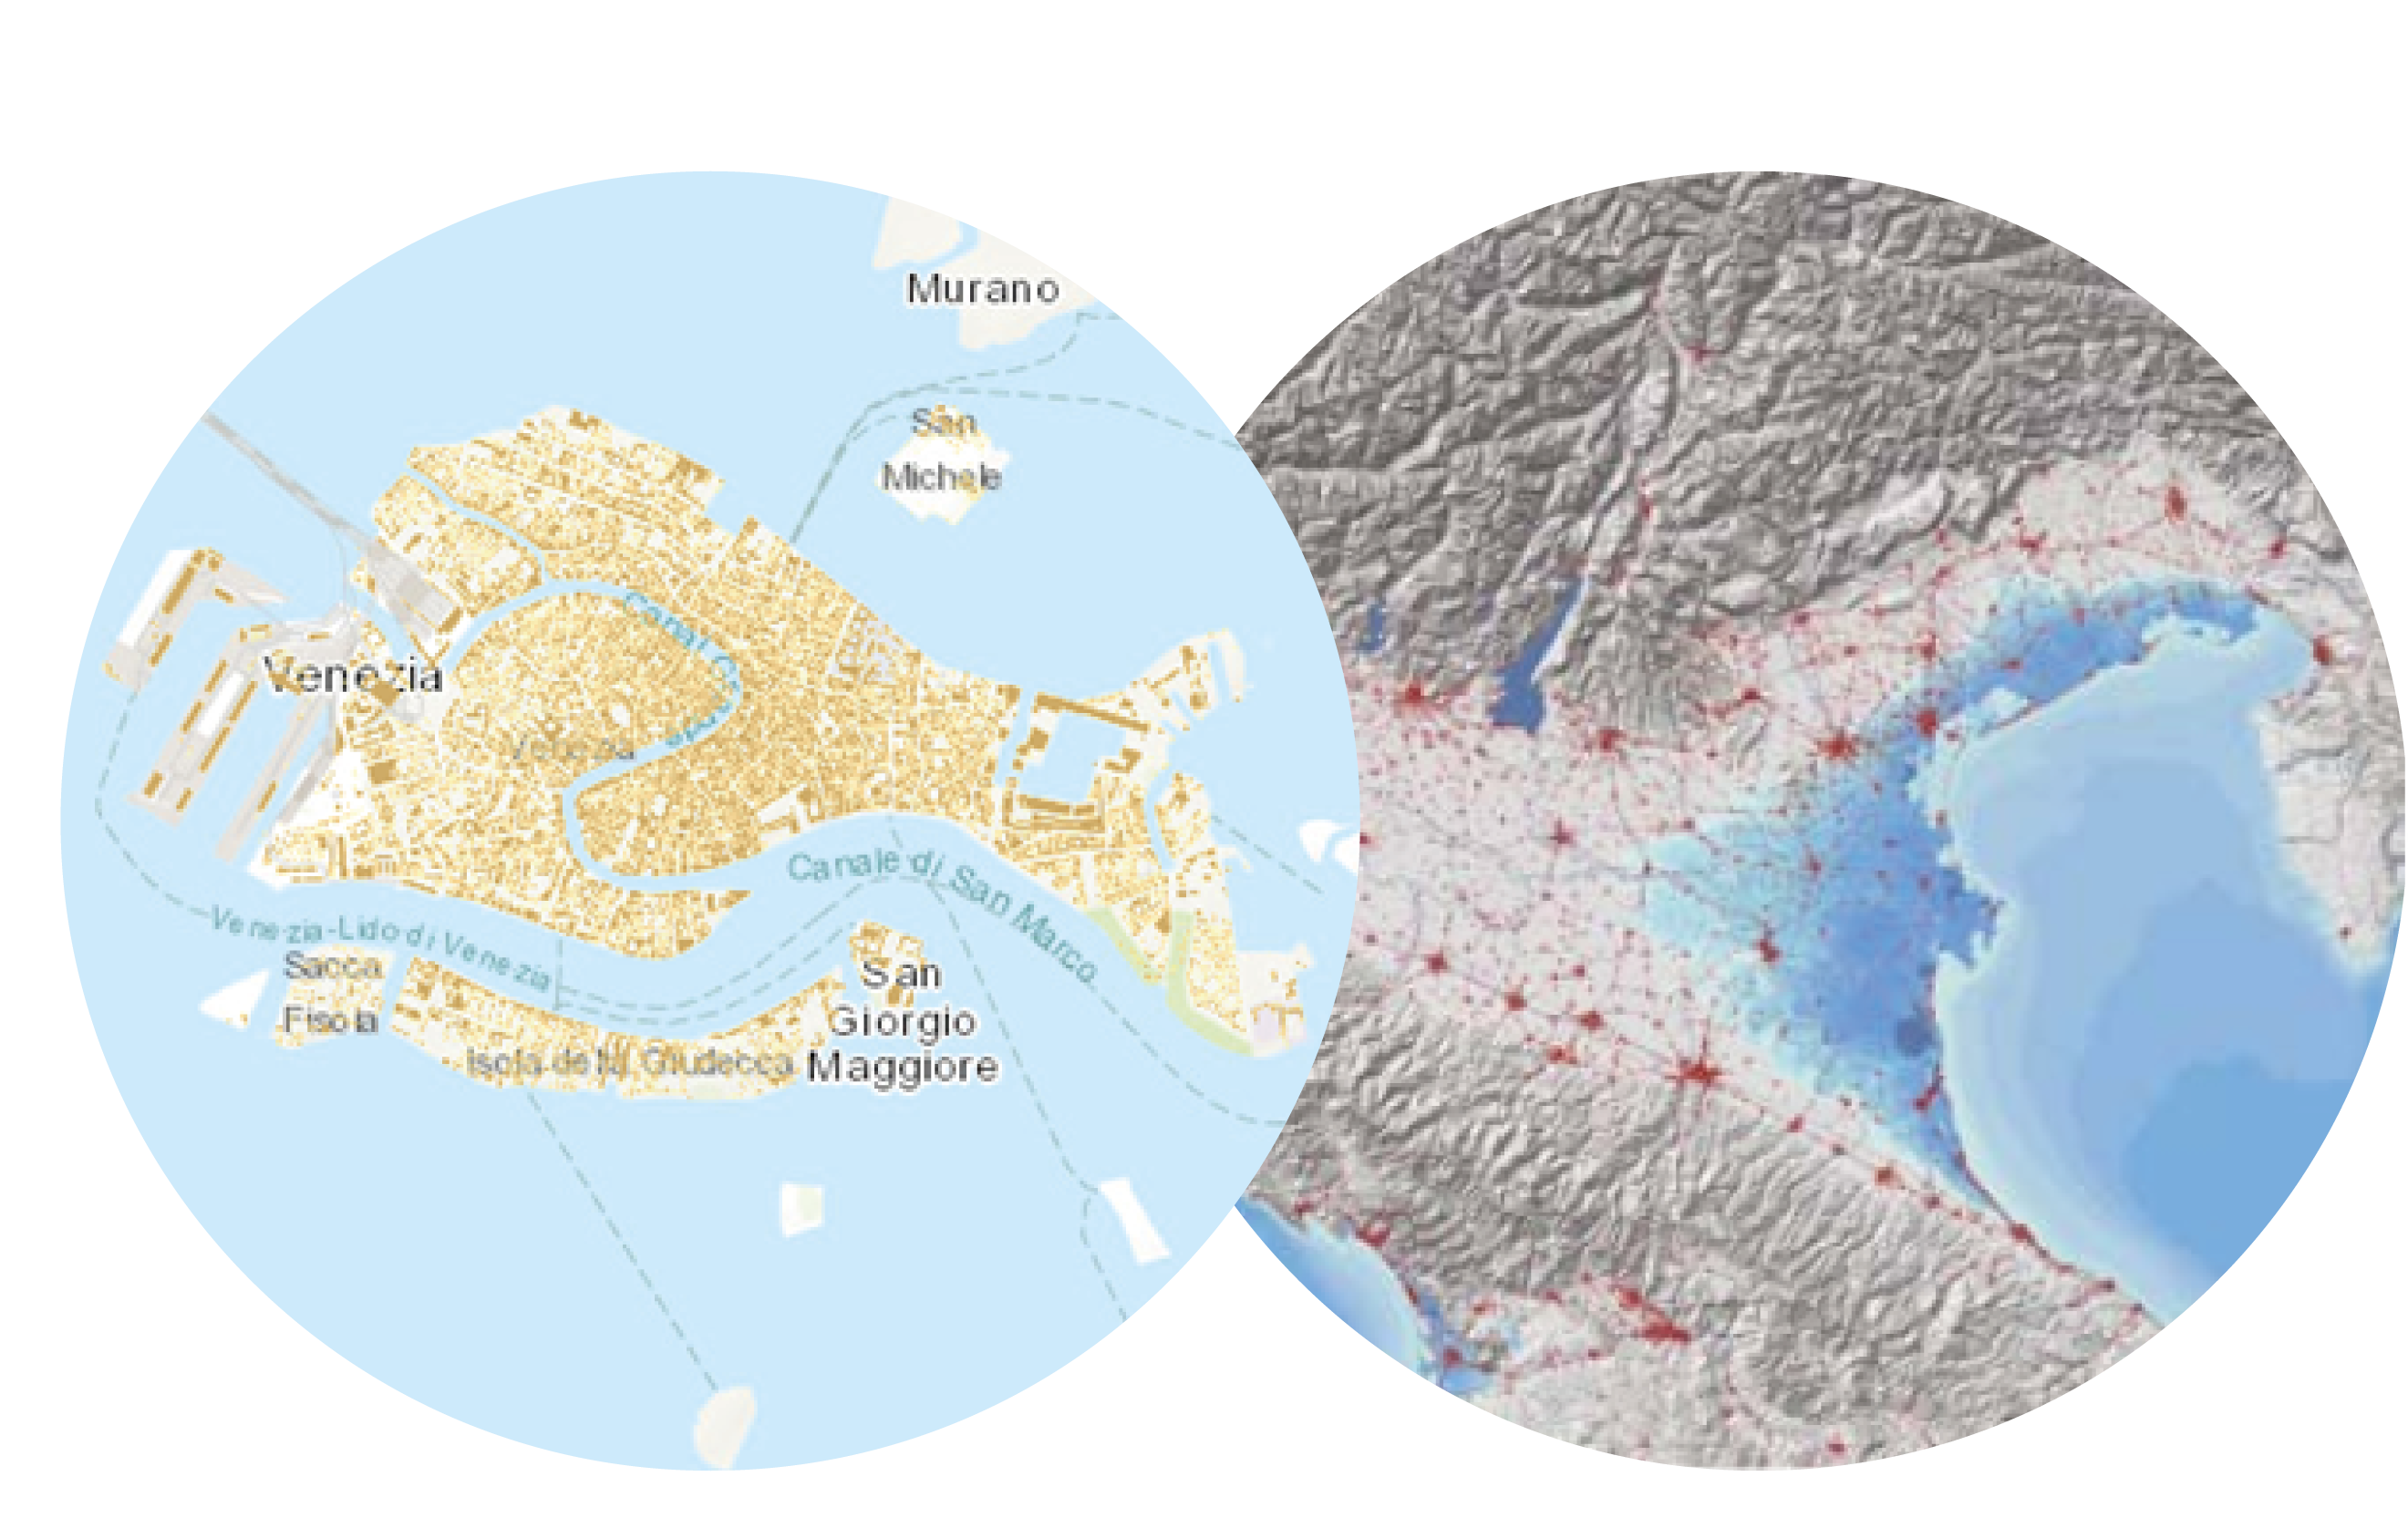 Murano
San
Michele
Canal Grande
Venezia
Venezia
Canale di San Marco
Venezia-Lido di Venezia
Sacca
Fisola
San
Giorgio
Maggiore
Isola della Giudecca